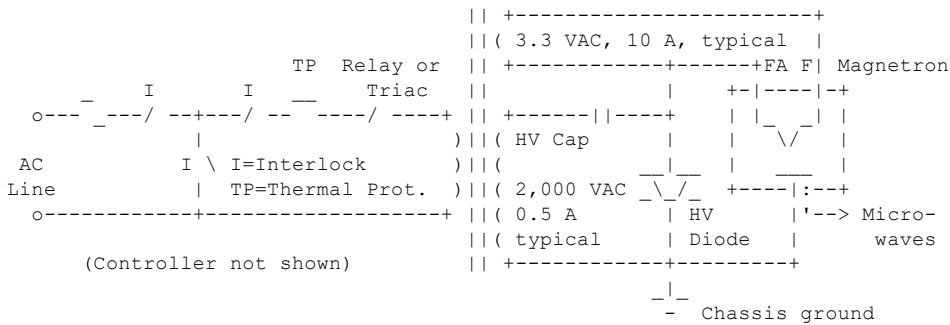 3.3 VAC, 10 A, typical
TP Relay or FA F Magnetron
I I Triac
HV Cap
AC I I=Interlock
Line TP=Thermal Prot. 2,000 VAC
0.5 A HV Micro-
typical Diode waves
(Controller not shown)
Chassis ground